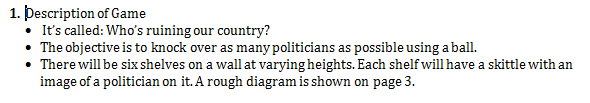 1. Description of Game
• It's called: Who's ruining our country?
• The objective is to knock over as many politicians as possible using a ball.
• There will be six shelves on a wall at varying heights. Each shelf will have a skittle with an
image of a politician on it. A rough diagram is shown on page 3.